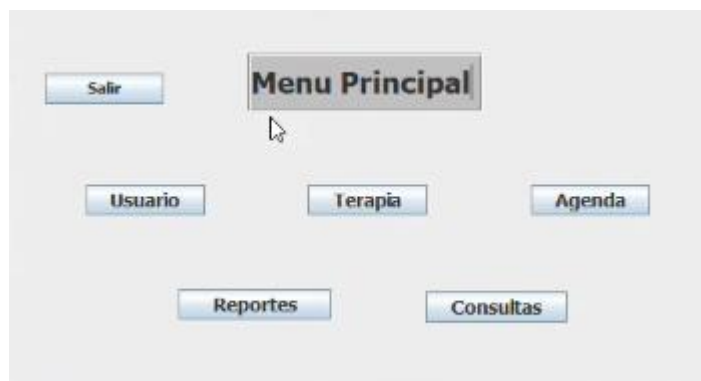 Menu Principal
Salir
Usuario
Terapia
Agenda
Reportes
Consultas